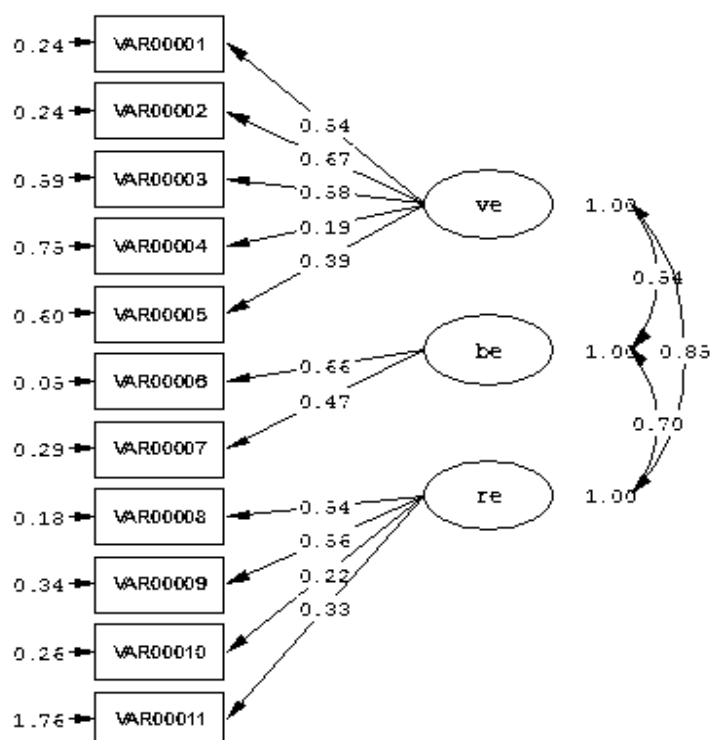 0.24 VAR00001
0.24 VAR00002
0.59 VAR00003
0.75 VAR00004
0.60 VAR00005
0.05 VAR00006
0.29 VAR00007
0.18 VAR00008
0.34 VAR00009
0.26 VAR00010
1.76 VAR00011
0.54
0.67
0.58
0.19
0.39
0.66
0.47
0.54
0.56
0.22
0.33
ve 1.00
be 1.00
re 1.00
0.54
0.85
0.70